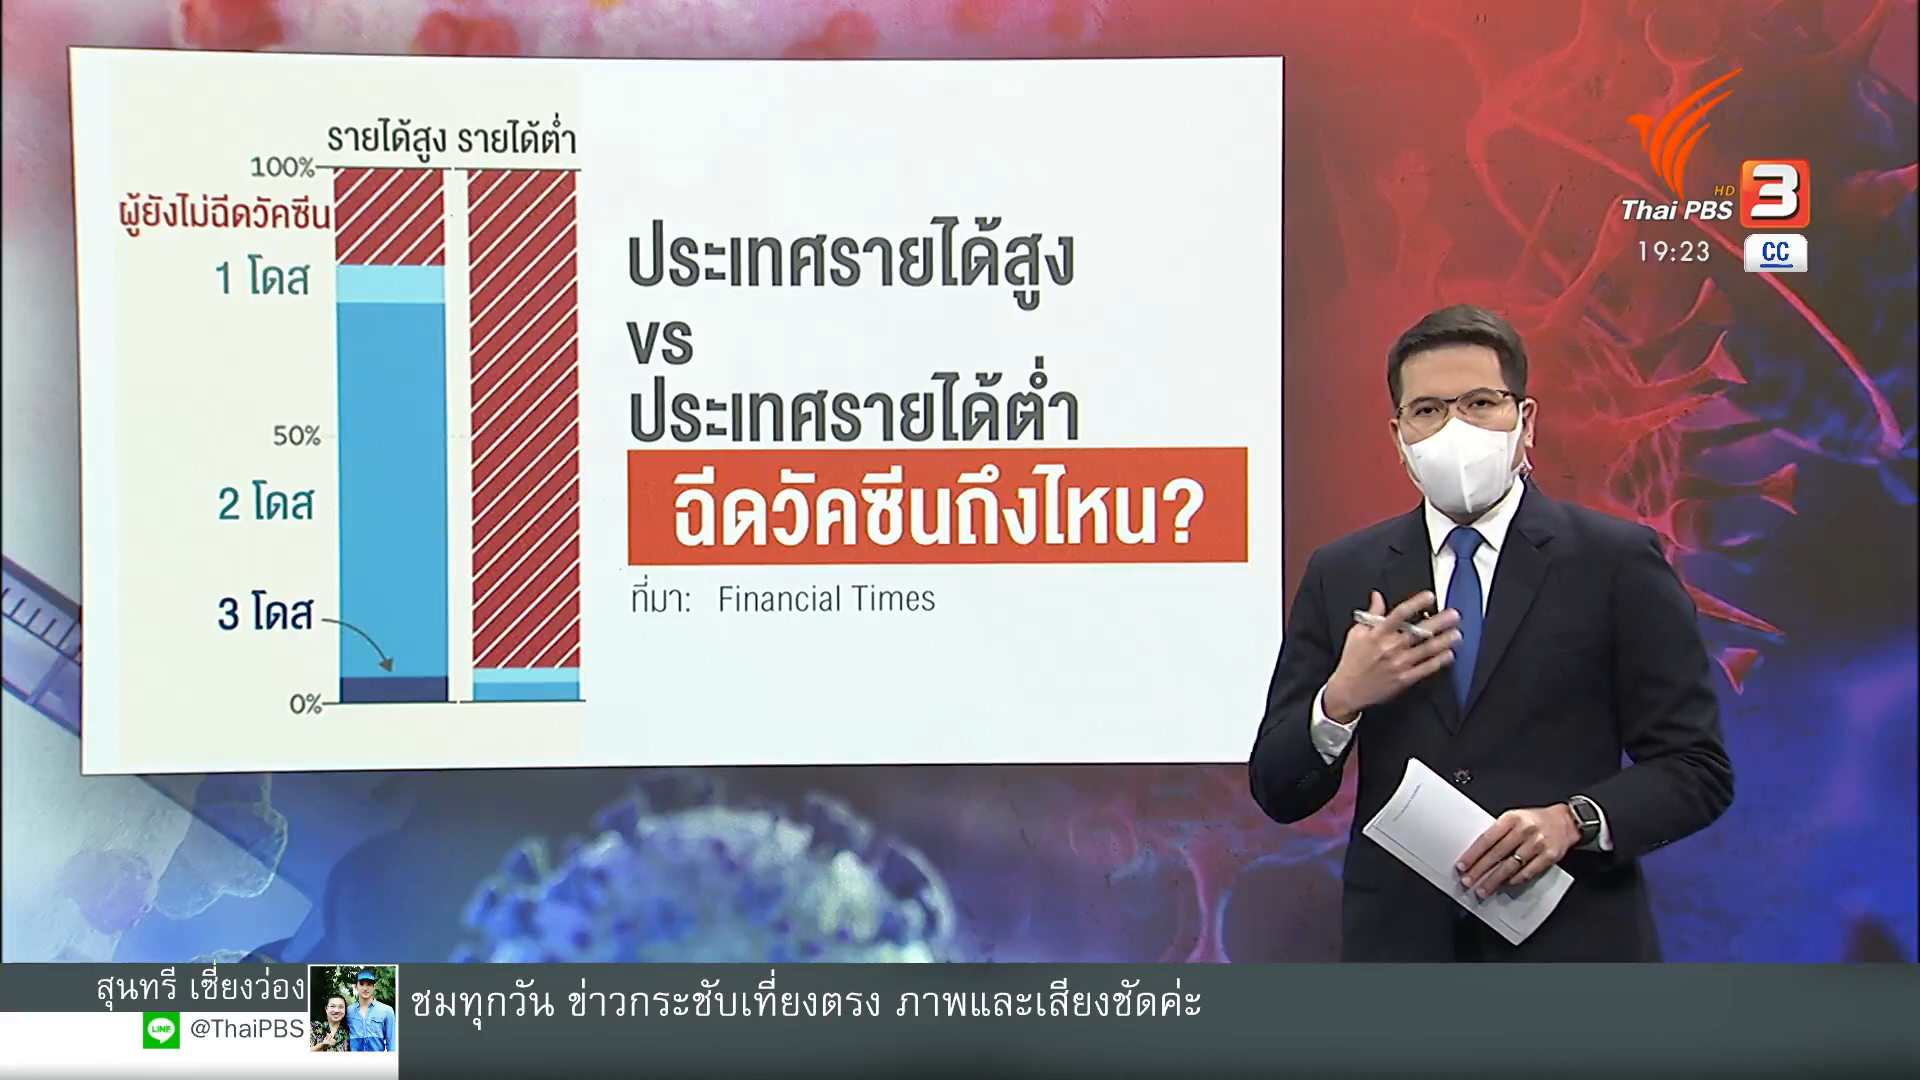 รายได้สูง รายได้ต่ำ
100%
ผู้ยังไม่ฉีดวัคซีน
1 โดส
50%
2 โดส
3 โดส
0%
ประเทศรายได้สูง
vs
ประเทศรายได้ต่ำ
ฉีดวัคซีนถึงไหน?
ที่มา: Financial Times
HD
Thai PBS 3
19:23 CC
สุนทรี เซี่ยงว่อง
LINE @ThaiPBS
ชมทุกวัน ข่าวกระชับเที่ยงตรง ภาพและเสียงชัดค่ะ